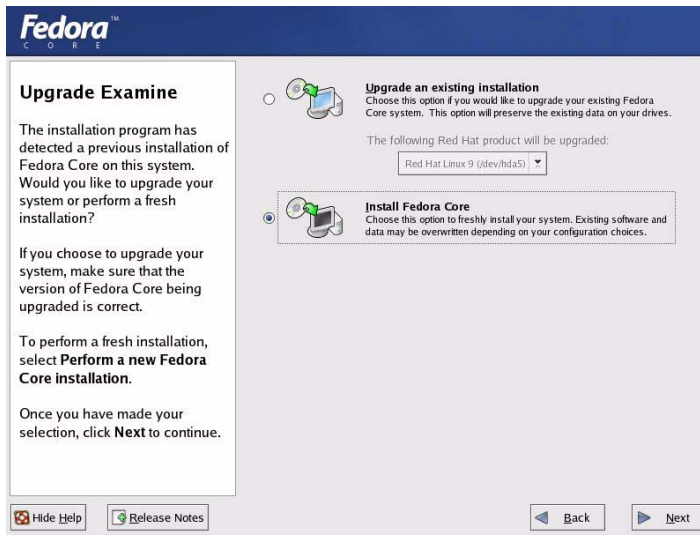 Fedora™
CORE
Upgrade Examine
The installation program has
detected a previous installation of
Fedora Core on this system.
Would you like to upgrade your
system or perform a fresh
installation?
If you choose to upgrade your
system, make sure that the
version of Fedora Core being
upgraded is correct.
To perform a fresh installation,
select Perform a new Fedora
Core installation.
Once you have made your
selection, click Next to continue.
Upgrade an existing installation
Choose this option if you would like to upgrade your existing Fedora
Core system. This option will preserve the existing data on your drives.
The following Red Hat product will be upgraded:
Red Hat Linux 9 (/dev/hda5)
Install Fedora Core
Choose this option to freshly install your system. Existing software and
data may be overwritten depending on your configuration choices.
Hide Help
Release Notes
Back
Next